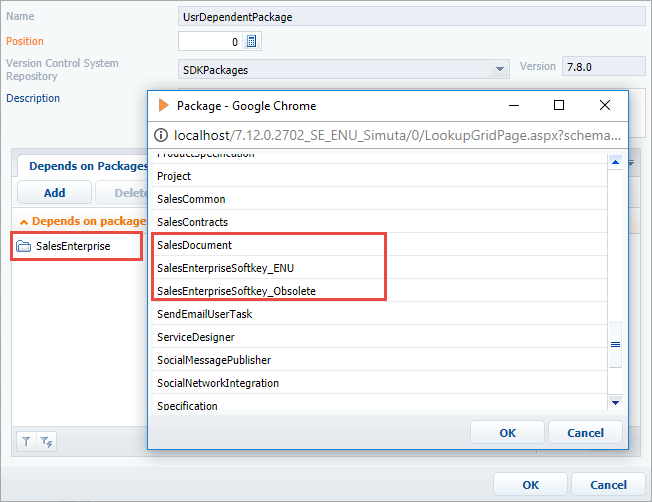 Name
UsrDependentPackage
Position
0
Version Control System
Repository
SDKPackages
Version
7.8.0
Description
Package - Google Chrome
localhost/7.12.0.2702_SE_ENU_Simuta/0/LookupGridPage.aspx?schema...
ProductSpecification
Project
SalesCommon
SalesContracts
SalesDocument
SalesEnterpriseSoftkey_ENU
SalesEnterpriseSoftkey_Obsolete
SendEmailUserTask
ServiceDesigner
SocialMessagePublisher
SocialNetworkIntegration
Specification
OK
Cancel
Depends on Packages
Add
Delete
Depends on package
SalesEnterprise
OK
Cancel